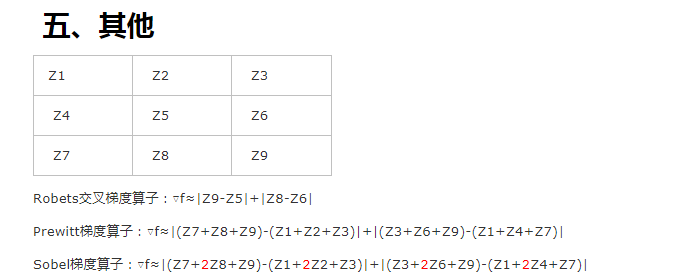 五、其他
Z1 Z2 Z3
Z4 Z5 Z6
Z7 Z8 Z9
Robets交叉梯度算子：▽f≈|Z9-Z5|+|Z8-Z6|
Prewitt梯度算子：▽f≈|(Z7+Z8+Z9)-(Z1+Z2+Z3)|+|(Z3+Z6+Z9)-(Z1+Z4+Z7)|
Sobel梯度算子：▽f≈|(Z7+2Z8+Z9)-(Z1+2Z2+Z3)|+|(Z3+2Z6+Z9)-(Z1+2Z4+Z7)|